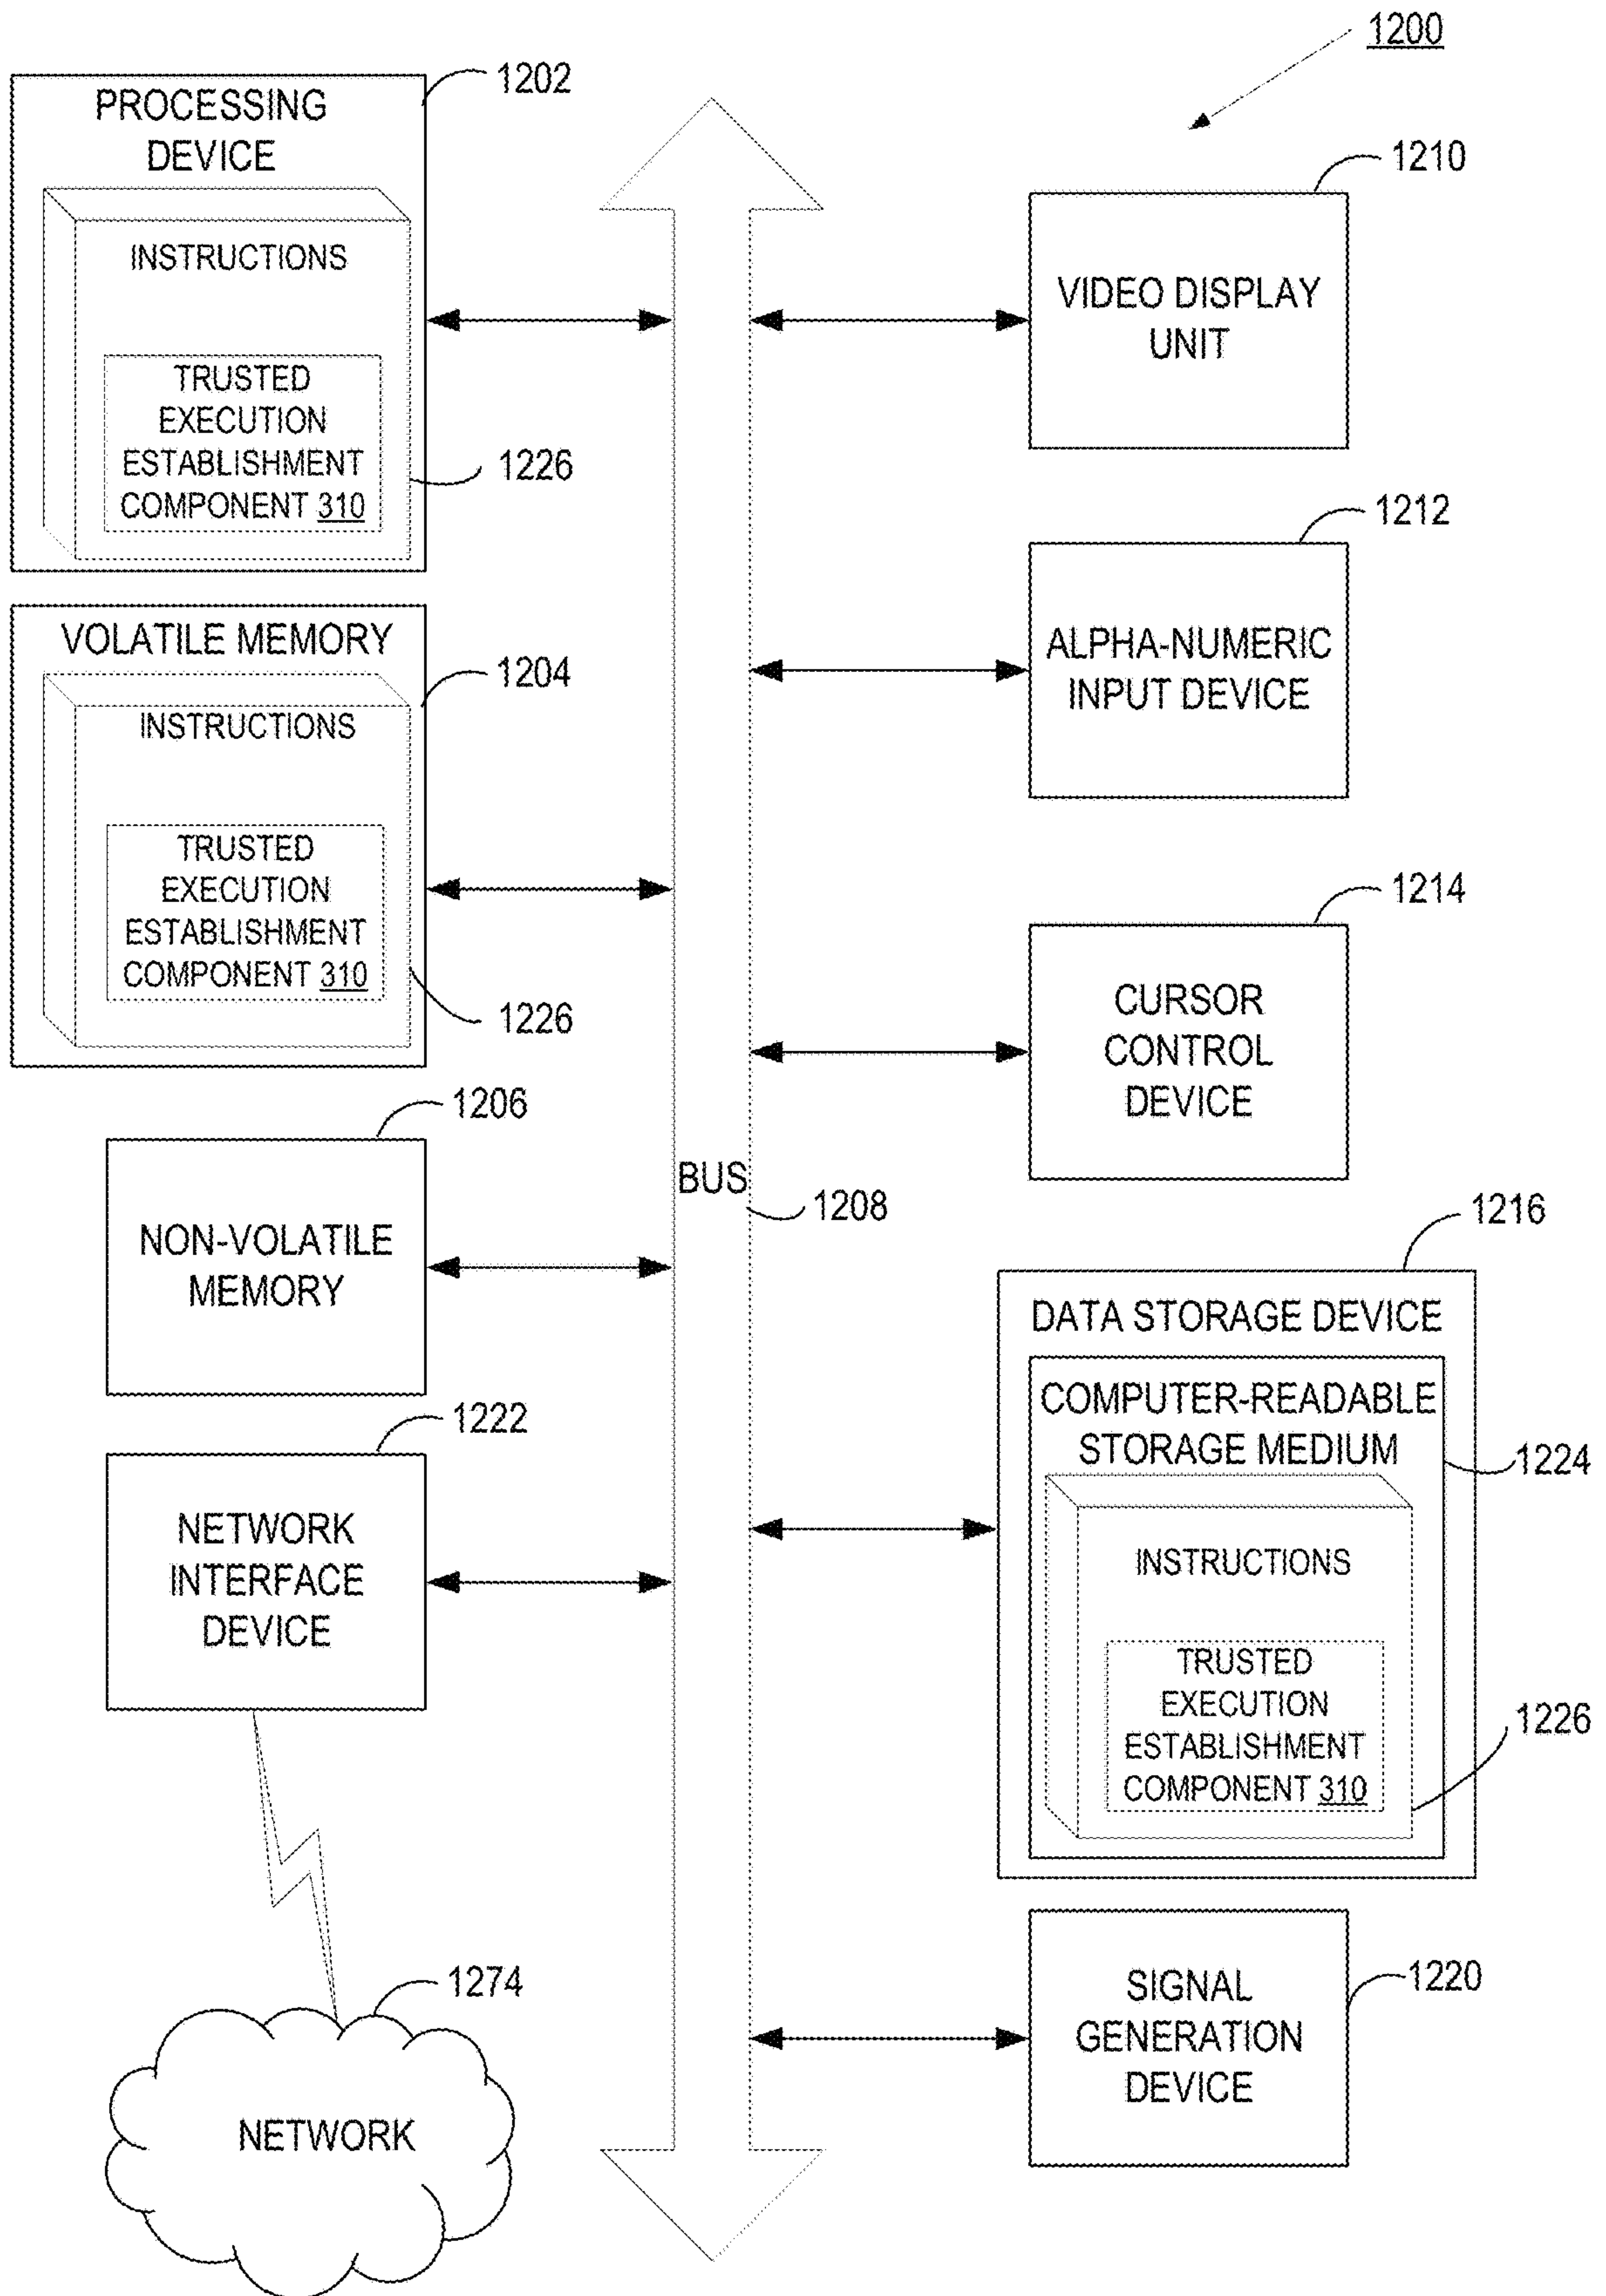 1200
1202
PROCESSING
DEVICE
INSTRUCTIONS
TRUSTED
EXECUTION
ESTABLISHMENT
COMPONENT 310
1226
VOLATILE MEMORY
1204
INSTRUCTIONS
TRUSTED
EXECUTION
ESTABLISHMENT
COMPONENT 310
1226
1206
NON-VOLATILE
MEMORY
1222
NETWORK
INTERFACE
DEVICE
1274
NETWORK
BUS
1208
1210
VIDEO DISPLAY
UNIT
1212
ALPHA-NUMERIC
INPUT DEVICE
1214
CURSOR
CONTROL
DEVICE
1216
DATA STORAGE DEVICE
COMPUTER-READABLE
STORAGE MEDIUM
1224
INSTRUCTIONS
TRUSTED
EXECUTION
ESTABLISHMENT
COMPONENT 310
1226
SIGNAL
GENERATION
DEVICE
1220